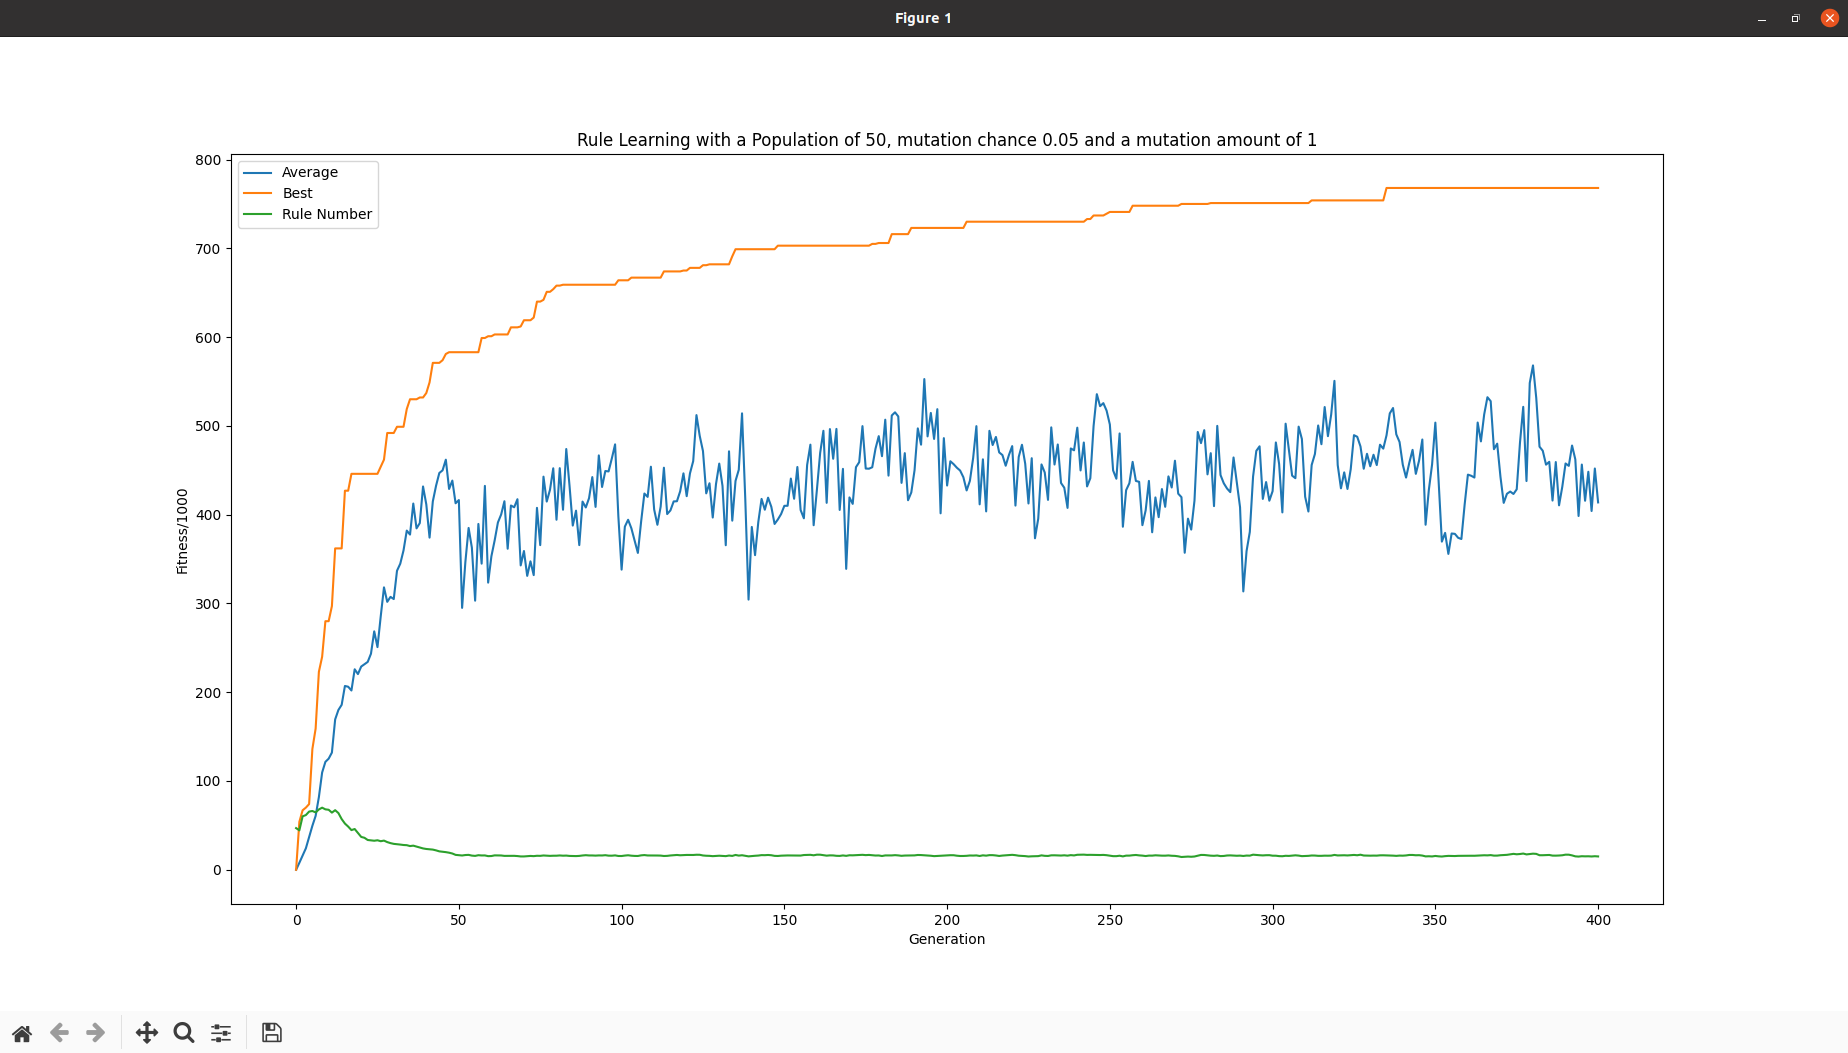 Figure 1
Rule Learning with a Population of 50, mutation chance 0.05 and a mutation amount of 1
Average
Best
Rule Number
800
700
600
500
400
300
200
100
0
Fitness/1000
0 50 100 150 200 250 300 350 400
Generation